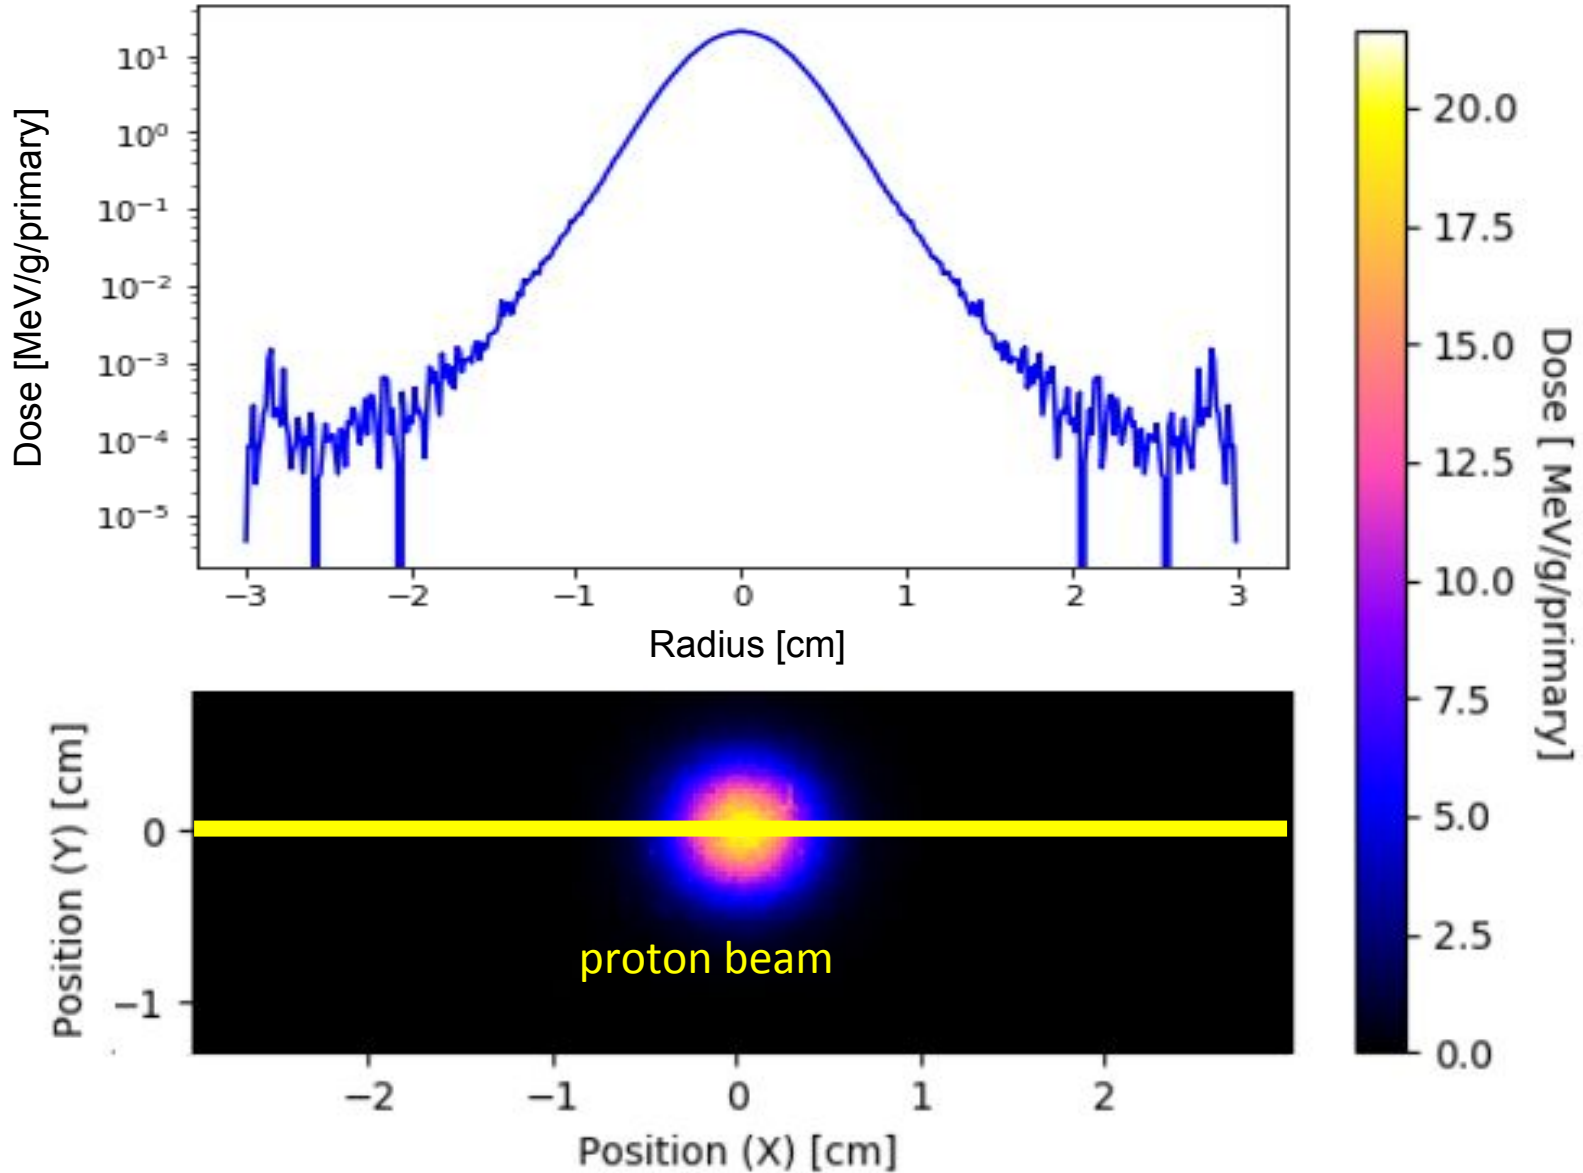 Dose [MeV/g/primary]
10¹
10⁰
10⁻¹
10⁻²
10⁻³
10⁻⁴
10⁻⁵
−3 −2 −1 0 1 2 3
Radius [cm]
Position (Y) [cm]
0
−1
proton beam
−2 −1 0 1 2
Position (X) [cm]
20.0
17.5
15.0
12.5
10.0
7.5
5.0
2.5
0.0
Dose [ MeV/g/primary]